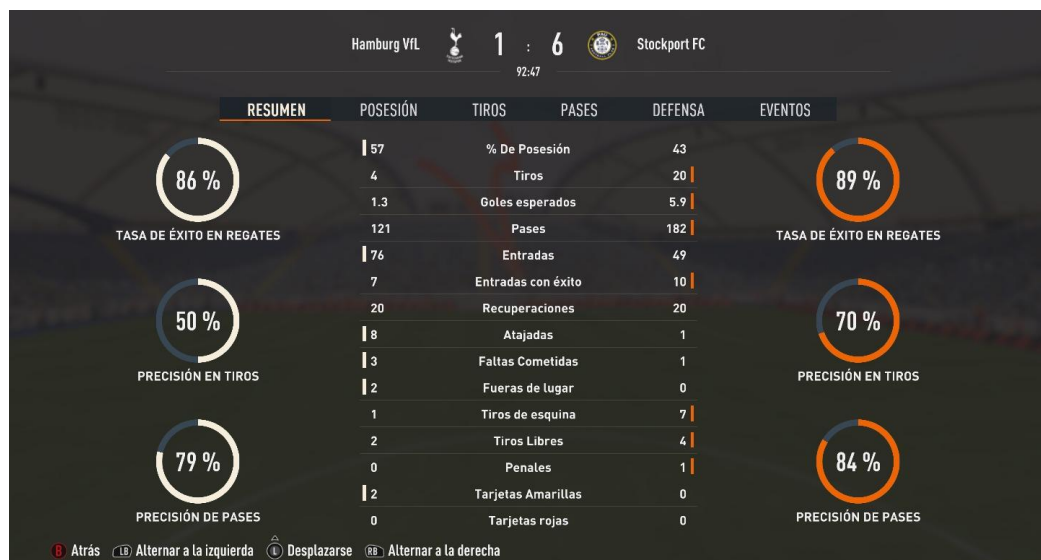 Hamburg VfL 1 : 6 Stockport FC
92:47
RESUMEN POSESIÓN TIROS PASES DEFENSA EVENTOS
57 % De Posesión 43
4 Tiros 20
1.3 Goles esperados 5.9
121 Pases 182
76 Entradas 49
7 Entradas con éxito 10
20 Recuperaciones 20
8 Atajadas 1
3 Faltas Cometidas 1
2 Fueras de lugar 0
1 Tiros de esquina 7
2 Tiros Libres 4
0 Penales 1
2 Tarjetas Amarillas 0
0 Tarjetas rojas 0
86 %
TASA DE ÉXITO EN REGATES
50 %
PRECISIÓN EN TIROS
79 %
PRECISIÓN DE PASES
89 %
TASA DE ÉXITO EN REGATES
70 %
PRECISIÓN EN TIROS
84 %
PRECISIÓN DE PASES
B Atrás LB Alternar a la izquierda L Desplazarse RB Alternar a la derecha